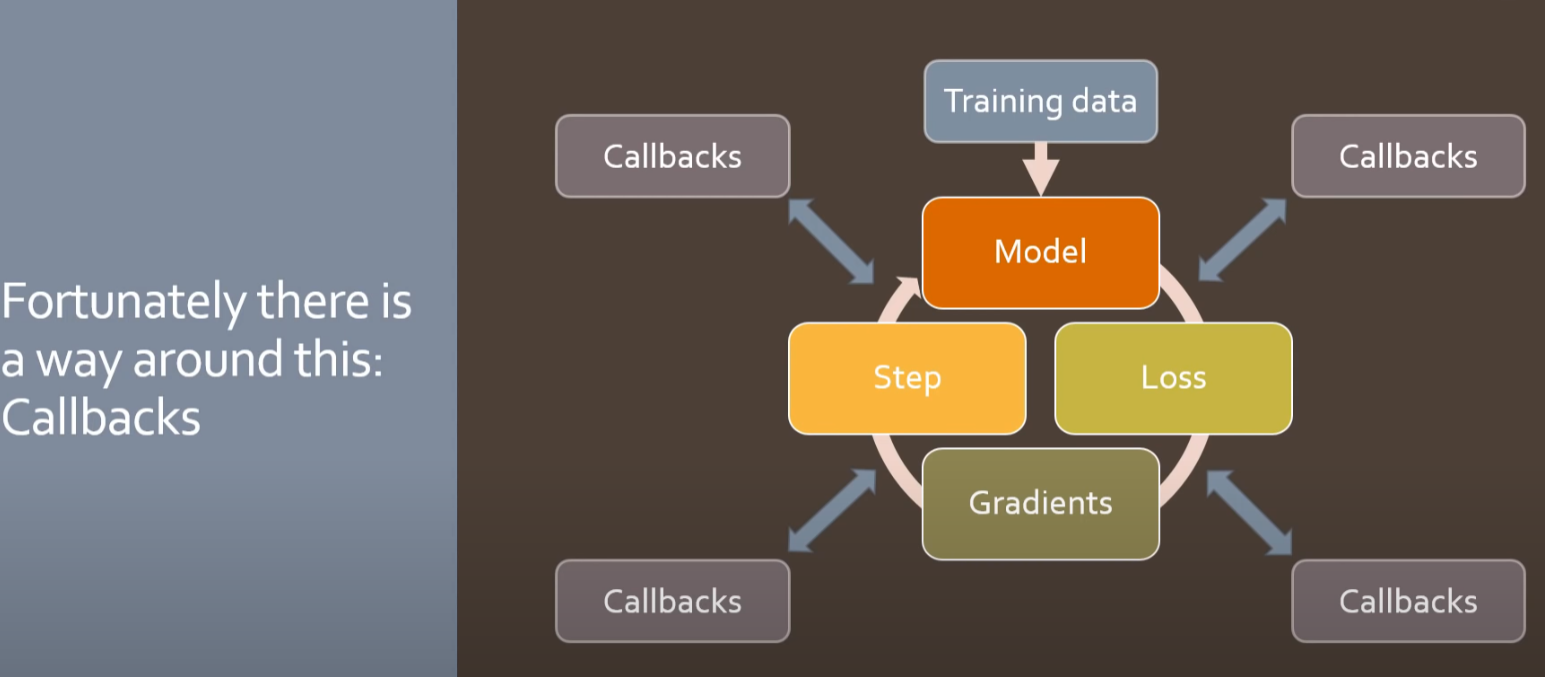 Fortunately there is
a way around this:
Callbacks
Training data
Callbacks
Callbacks
Model
Step
Loss
Gradients
Callbacks
Callbacks